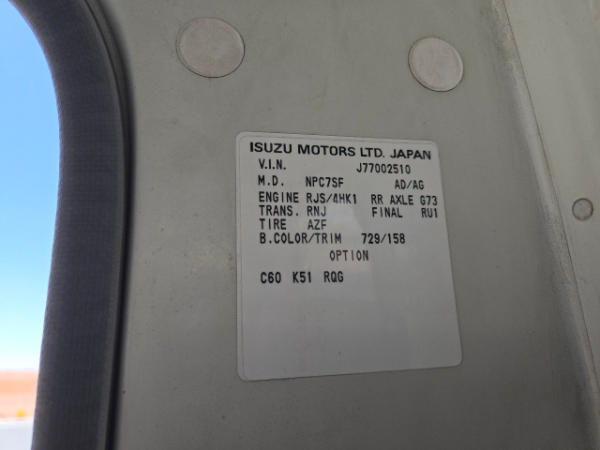 ISUZU MOTORS LTD. JAPAN
V.I.N. J77002510
M.D. NPC7SF AD/AG
ENGINE RJS/4HK1 RR AXLE G73
TRANS. RNJ FINAL RU1
TIRE AZF
B.COLOR/TRIM 729/158
OPTION
C60 K51 RQG